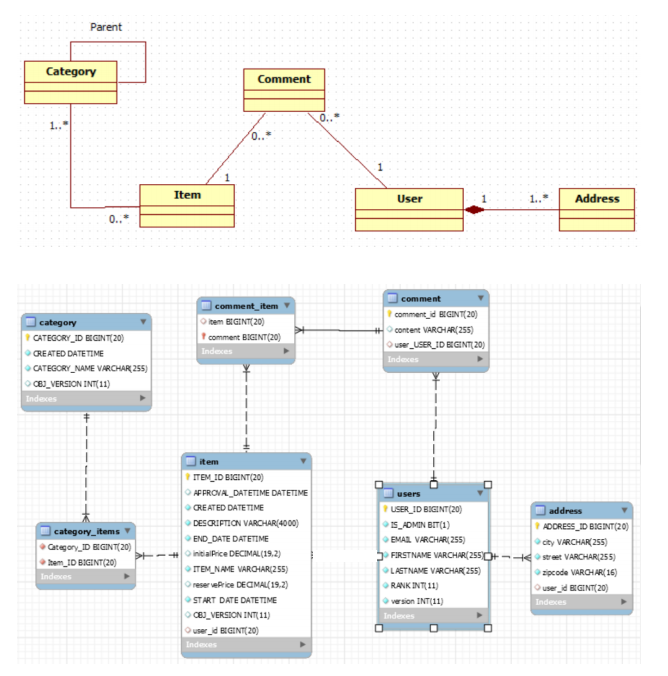 Parent
Category
Comment
1..*
0..*
0..*
1
1
Item
User
1
1..*
Address
0..*
category
CATEGORY_ID BIGINT(20)
CREATED DATETIME
CATEGORY_NAME VARCHAR(255)
OBJ_VERSION INT(11)
Indexes
comment_item
item BIGINT(20)
comment BIGINT(20)
Indexes
comment
comment_id BIGINT(20)
content VARCHAR(255)
user_USER_ID BIGINT(20)
Indexes
category_items
Category_ID BIGINT(20)
Item_ID BIGINT(20)
Indexes
item
ITEM_ID BIGINT(20)
APPROVAL_DATETIME DATETIME
CREATED DATETIME
DESCRIPTION VARCHAR(4000)
END_DATE DATETIME
initialPrice DECIMAL(19,2)
ITEM_NAME VARCHAR(255)
reservePrice DECIMAL(19,2)
START_DATE DATETIME
OBJ_VERSION INT(11)
user_id BIGINT(20)
Indexes
users
USER_ID BIGINT(20)
IS_ADMIN BIT(1)
EMAIL VARCHAR(255)
FIRSTNAME VARCHAR(255)
LASTNAME VARCHAR(255)
RANK INT(11)
version INT(11)
Indexes
address
ADDRESS_ID BIGINT(20)
city VARCHAR(255)
street VARCHAR(255)
zipcode VARCHAR(16)
user_id BIGINT(20)
Indexes